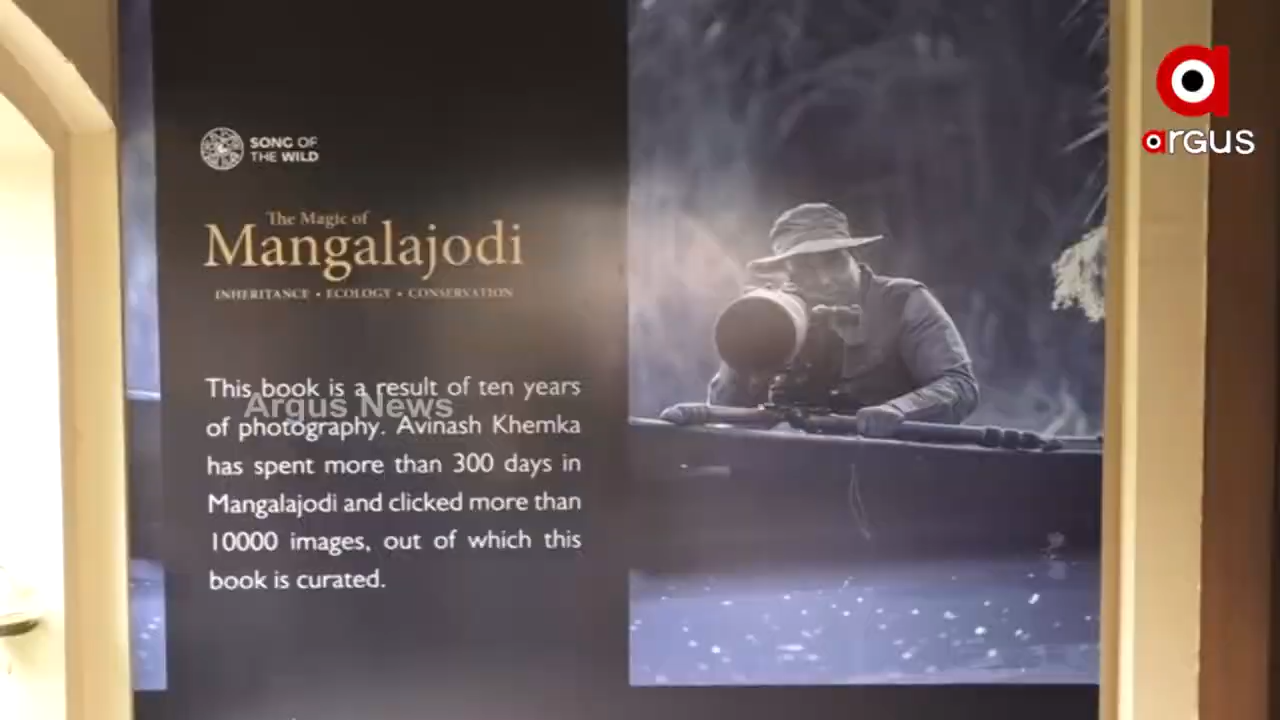 SONG OF
THE WILD
The Magic of
Mangalajodi
INHERITANCE • ECOLOGY • CONSERVATION
This book is a result of ten years
of photography. Avinash Khemka
has spent more than 300 days in
Mangalajodi and clicked more than
10000 images, out of which this
book is curated.
Argus News
argus